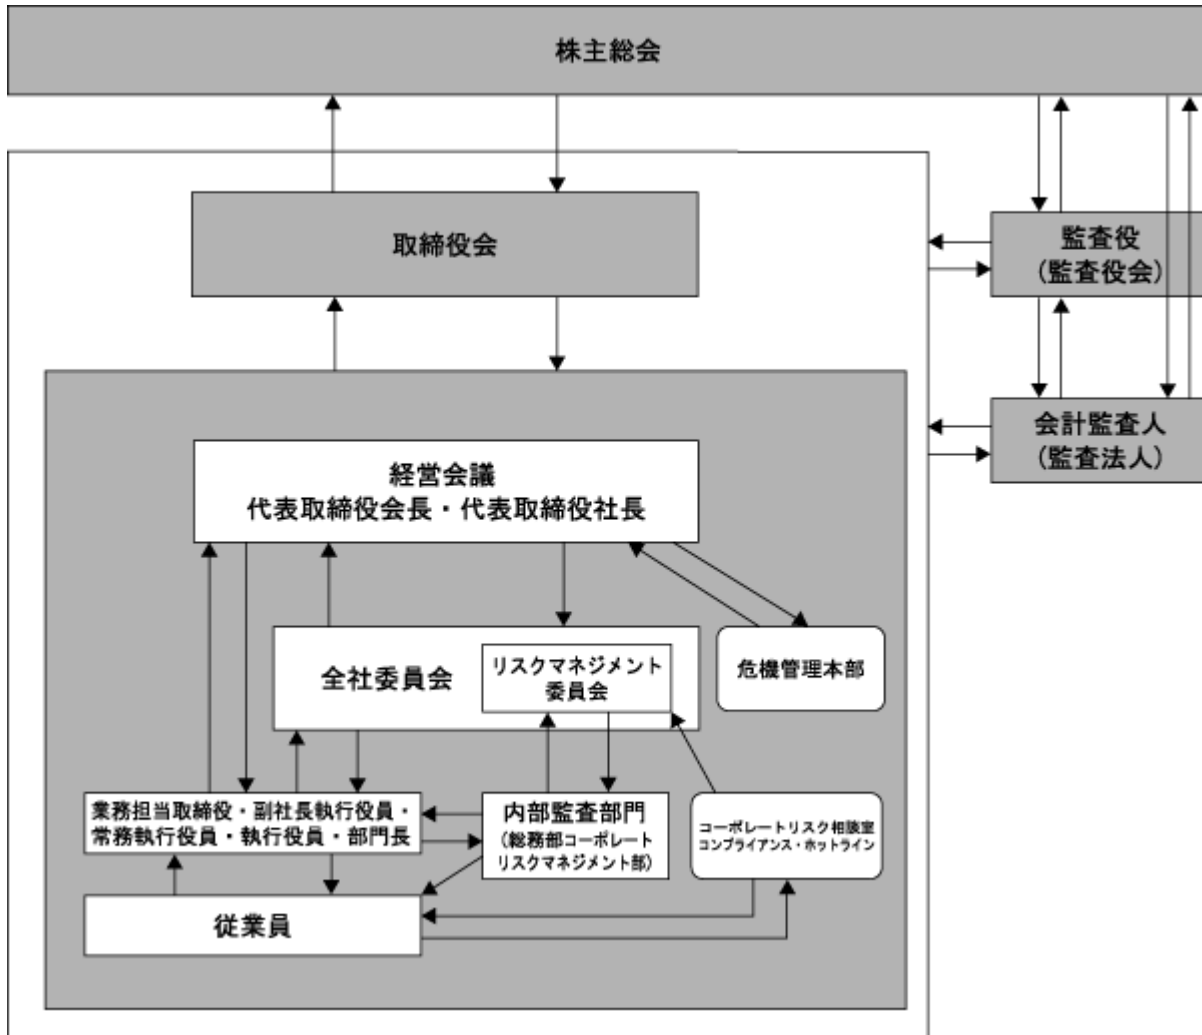 株主総会
取締役会
監査役
(監査役会)
会計監査人
(監査法人)
経営会議
代表取締役会長・代表取締役社長
全社委員会
リスクマネジメント
委員会
危機管理本部
業務担当取締役・副社長執行役員・
常務執行役員・執行役員・部門長
内部監査部門
(総務部コーポレート
リスクマネジメント部)
コーポレートリスク相談室
コンプライアンス・ホットライン
従業員